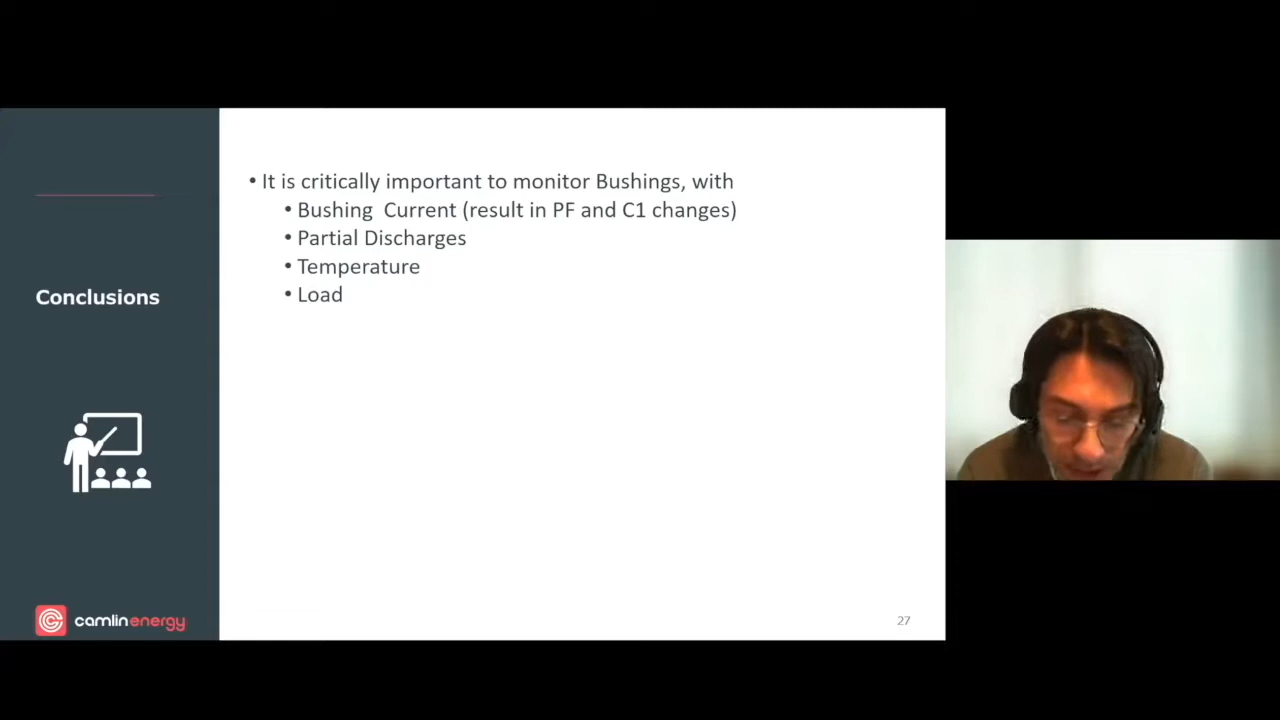 Conclusions
• It is critically important to monitor Bushings, with
• Bushing Current (result in PF and C1 changes)
• Partial Discharges
• Temperature
• Load
camlinenergy
27